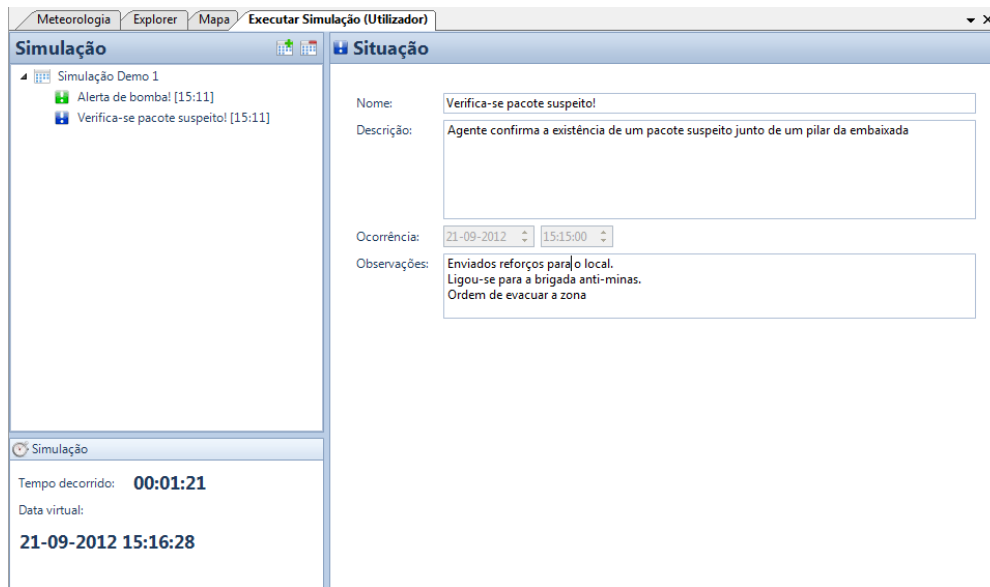 Meteorologia Explorer Mapa Executar Simulação (Utilizador)
Simulação
Simulação Demo 1
Alerta de bomba! [15:11]
Verifica-se pacote suspeito! [15:11]
Situação
Nome: Verifica-se pacote suspeito!
Descrição: Agente confirma a existência de um pacote suspeito junto de um pilar da embaixada
Ocorrência: 21-09-2012 15:15:00
Observações: Enviados reforços para o local.
Ligou-se para a brigada anti-minas.
Ordem de evacuar a zona
Simulação
Tempo decorrido: 00:01:21
Data virtual:
21-09-2012 15:16:28